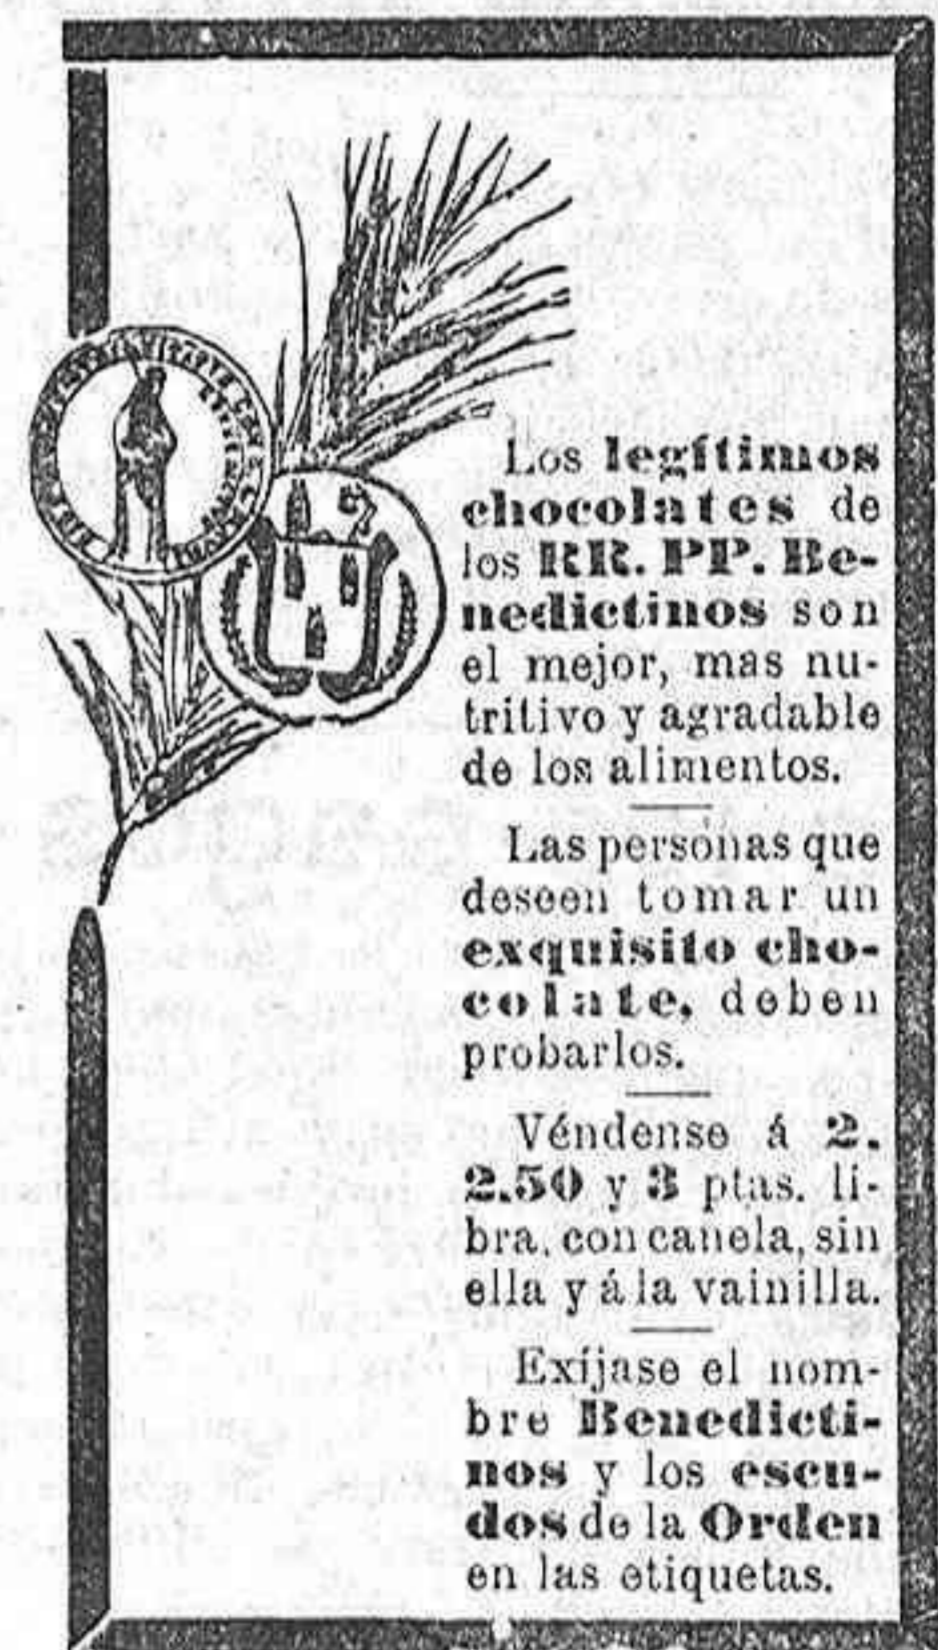 Los legítimos
chocolates de
los RR. PP. Be-
nedictinos son
el mejor, mas nu-
tritivo y agradable
de los alimentos.
Las personas que
deseen tomar un
exquisito cho-
colate, deben
probarlos.
Véndense á 2.
2.50 y 3 ptas. li-
bra, con canela, sin
ella y á la vainilla.
Exíjase el nom-
bre Benedicti-
nos y los escu-
dos de la Orden
en las etiquetas.